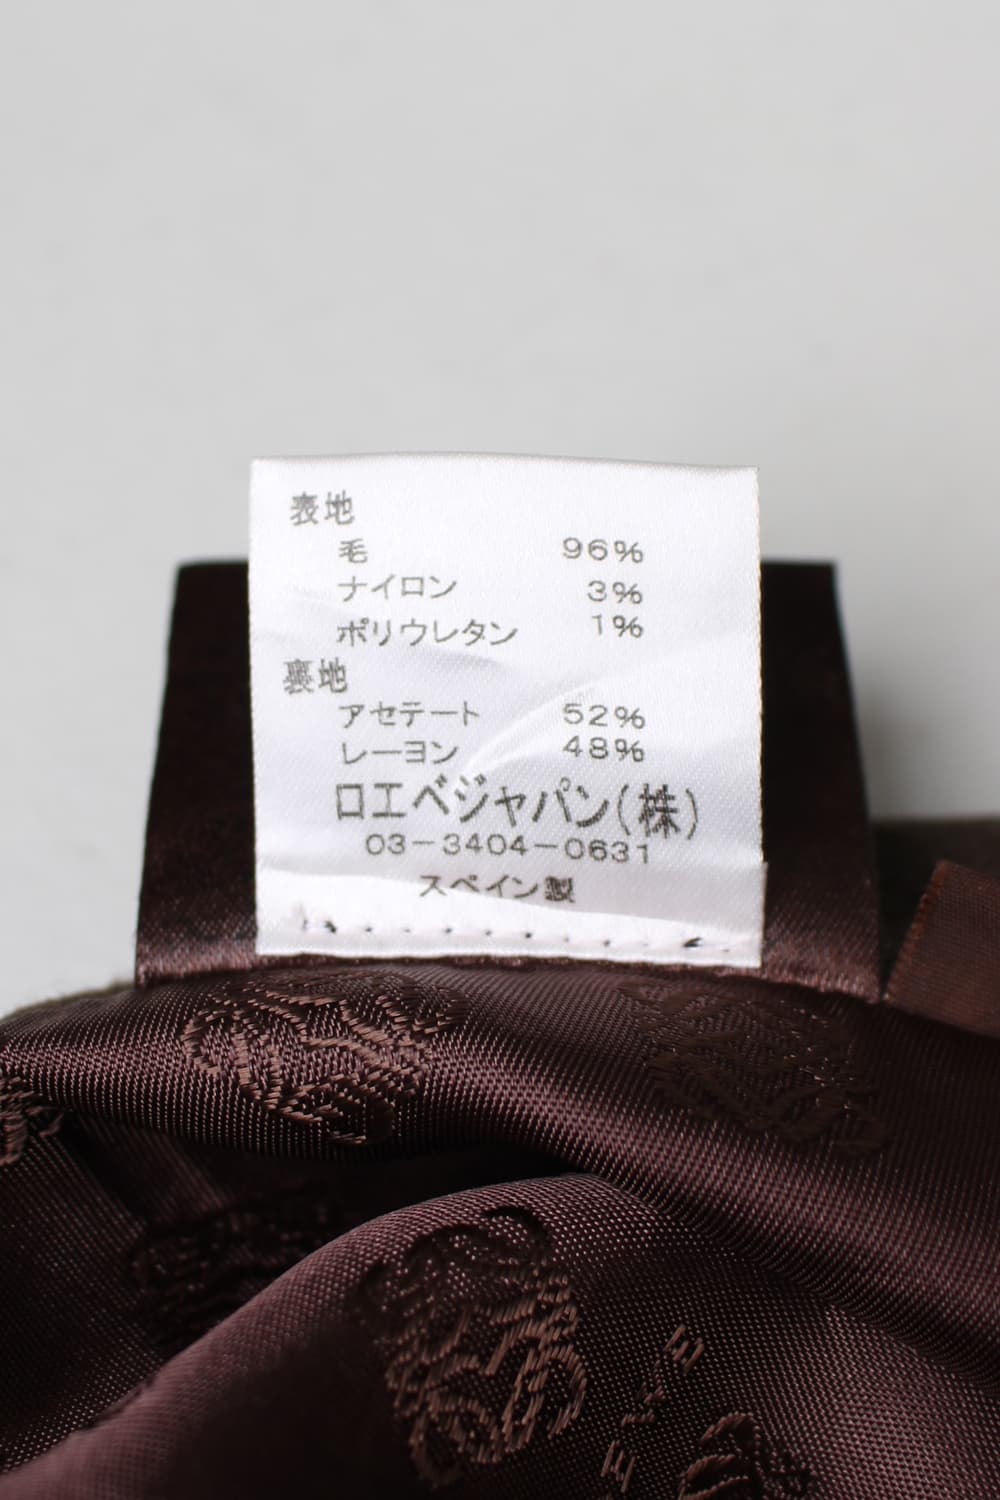 表地
毛 96%
ナイロン 3%
ポリウレタン 1%
裏地
アセテート 52%
レーヨン 48%
ロエベジャパン(株)
03-3404-0631
スペイン製